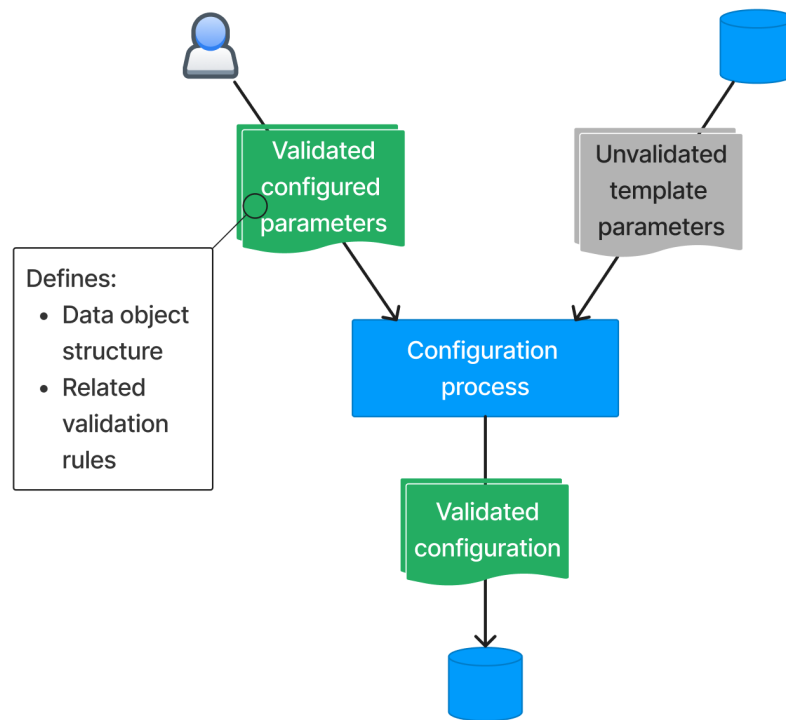 Validated
configured
parameters
Unvalidated
template
parameters
Defines:
• Data object
structure
• Related
validation
rules
Configuration
process
Validated
configuration